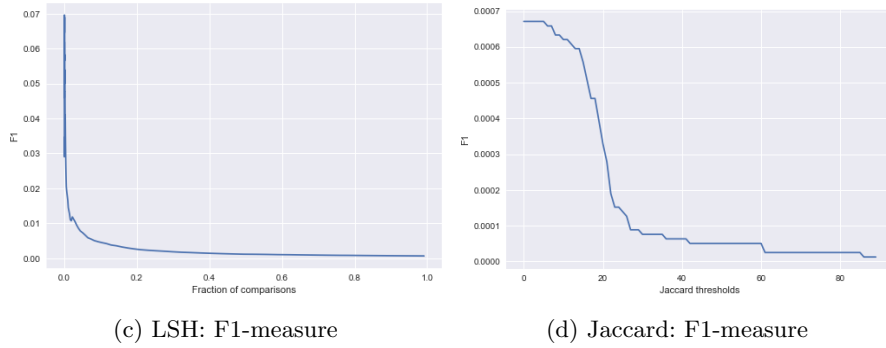 0.07
0.06
0.05
0.04
0.03
0.02
0.01
0.00
F1
0.0 0.2 0.4 0.6 0.8 1.0
Fraction of comparisons
(c) LSH: F1-measure
0.0007
0.0006
0.0005
0.0004
0.0003
0.0002
0.0001
0.0000
F1
0 20 40 60 80
Jaccard thresholds
(d) Jaccard: F1-measure